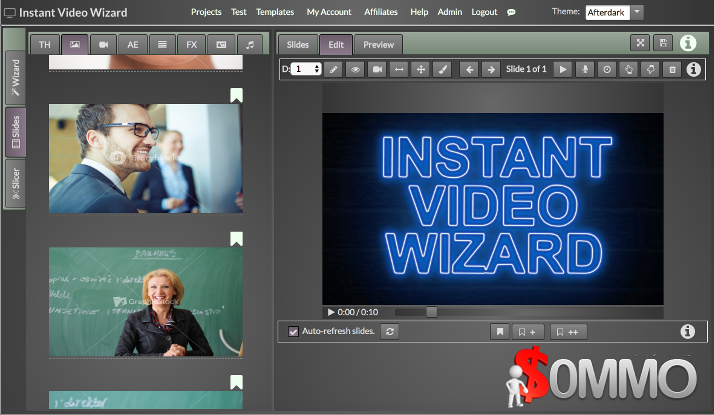 Instant Video Wizard
Projects Test Templates My Account Affiliates Help Admin Logout
Theme: Afterdark
TH AE FX
Slides Edit Preview
D: 1 Slide 1 of 1
Wizard
Slides
Slicer
INSTANT
VIDEO
WIZARD
0:00 / 0:10
Auto-refresh slides.
+ ++
$0MMO